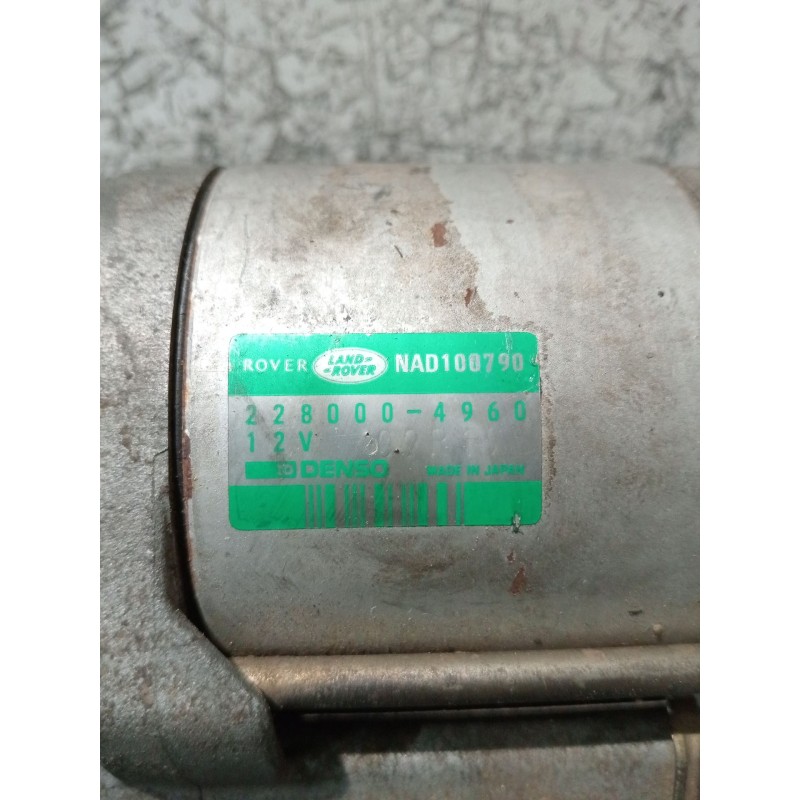 ROVER LAND-ROVER NAD100790
228000-4960
12V
DENSO MADE IN JAPAN